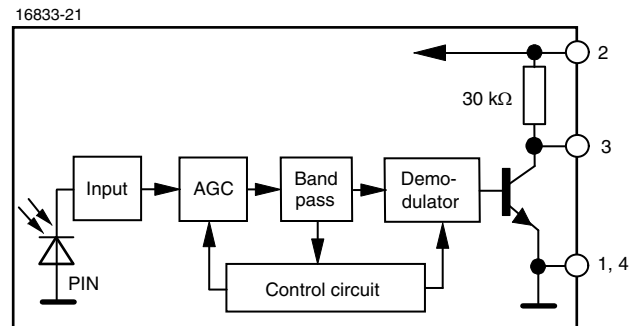 16833-21
2
30 kΩ
3
Input
AGC
Band
pass
Demo-
dulator
PIN
Control circuit
1, 4